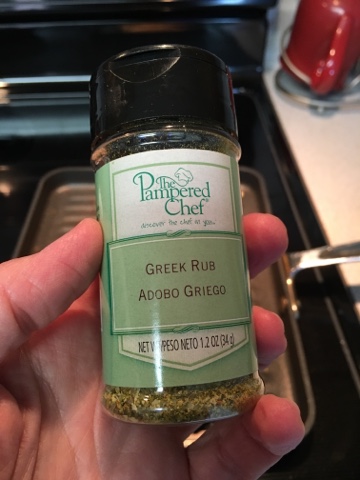 The
Pampered
Chef®
discover the chef in you...
GREEK RUB
ADOBO GRIEGO
NET WT/PESO NETO 1.2 OZ (34 g)